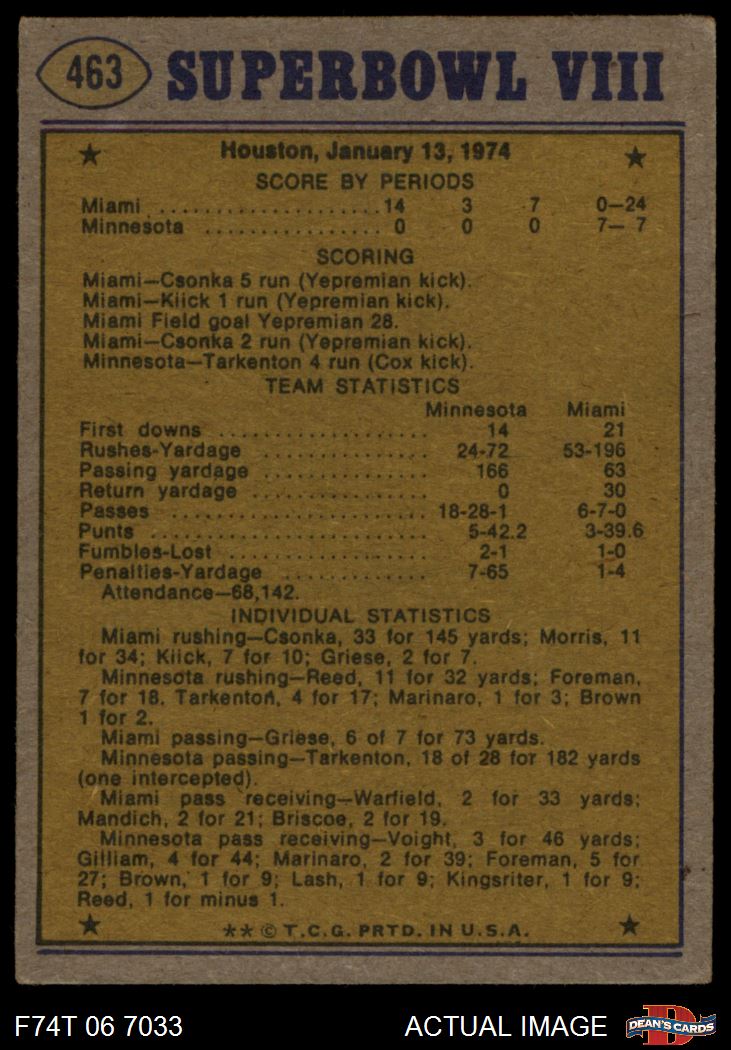 463 SUPERBOWL VIII
Houston, January 13, 1974
SCORE BY PERIODS
Miami ......................14 3 7 0—24
Minnesota ..................0 0 0 7— 7
SCORING
Miami—Csonka 5 run (Yepremian kick).
Miami—Kiick 1 run (Yepremian kick).
Miami Field goal Yepremian 28.
Miami—Csonka 2 run (Yepremian kick).
Minnesota—Tarkenton 4 run (Cox kick).
TEAM STATISTICS
Minnesota Miami
First downs .................... 14 21
Rushes-Yardage ................ 24-72 53-196
Passing yardage ................. 166 63
Return yardage ................. 0 30
Passes ........................ 18-28-1 6-7-0
Punts ............................ 5-42.2 3-39.6
Fumbles-Lost ................... 2-1 1-0
Penalties-Yardage .............. 7-65 1-4
Attendance—68,142.
INDIVIDUAL STATISTICS
Miami rushing—Csonka, 33 for 145 yards; Morris, 11
for 34; Kiick, 7 for 10; Griese, 2 for 7.
Minnesota rushing—Reed, 11 for 32 yards; Foreman,
7 for 18. Tarkenton, 4 for 17; Marinaro, 1 for 3; Brown
1 for 2.
Miami passing—Griese, 6 of 7 for 73 yards.
Minnesota passing—Tarkenton, 18 of 28 for 182 yards
(one intercepted).
Miami pass receiving—Warfield, 2 for 33 yards;
Mandich, 2 for 21; Briscoe, 2 for 19.
Minnesota pass receiving—Voight, 3 for 46 yards;
Gilliam, 4 for 44; Marinaro, 2 for 39; Foreman, 5 for
27; Brown, 1 for 9; Lash, 1 for 9; Kingsriter, 1 for 9;
Reed, 1 for minus 1.
** © T.C.G. PRTD. IN U.S.A.
F74T 06 7033 ACTUAL IMAGE DEAN'S CARDS